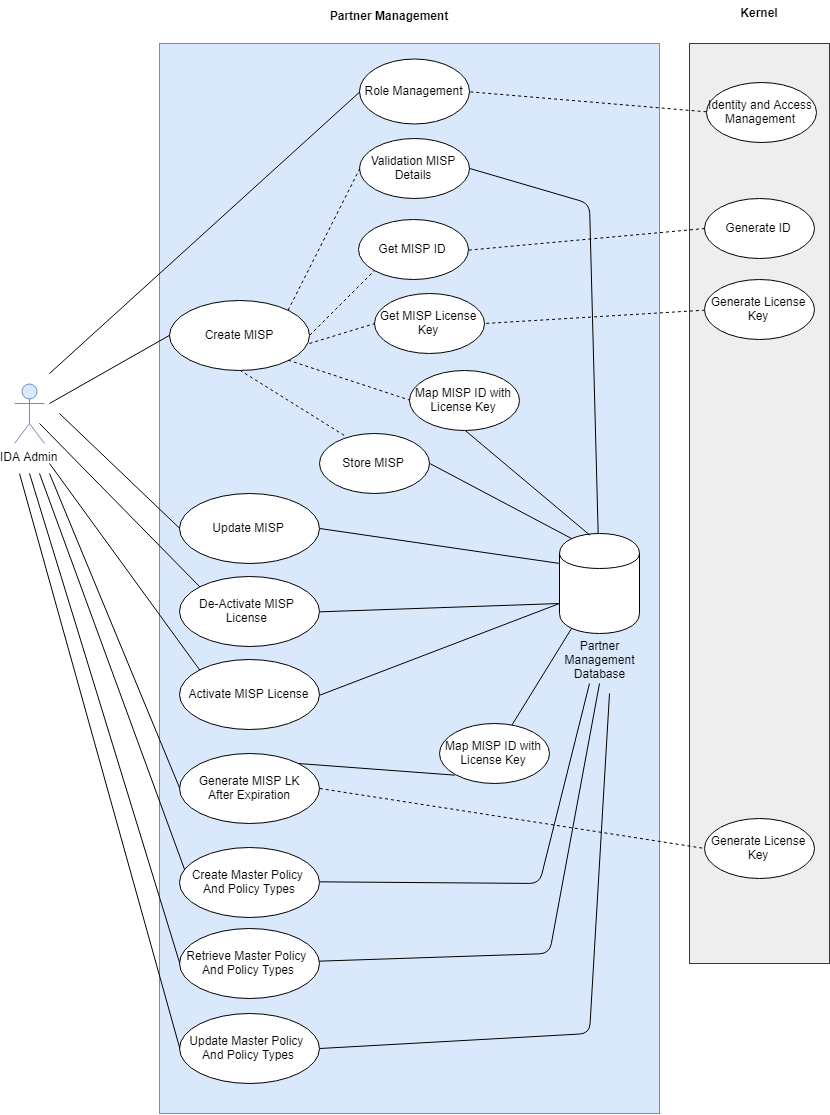 Partner Management
Kernel
Role Management
Identity and Access
Management
Validation MISP
Details
Get MISP ID
Generate ID
Get MISP License
Key
Generate License
Key
Create MISP
Map MISP ID with
License Key
IDA Admin
Store MISP
Update MISP
De-Activate MISP
License
Partner
Management
Database
Activate MISP License
Map MISP ID with
License Key
Generate MISP LK
After Expiration
Generate License
Key
Create Master Policy
And Policy Types
Retrieve Master Policy
And Policy Types
Update Master Policy
And Policy Types